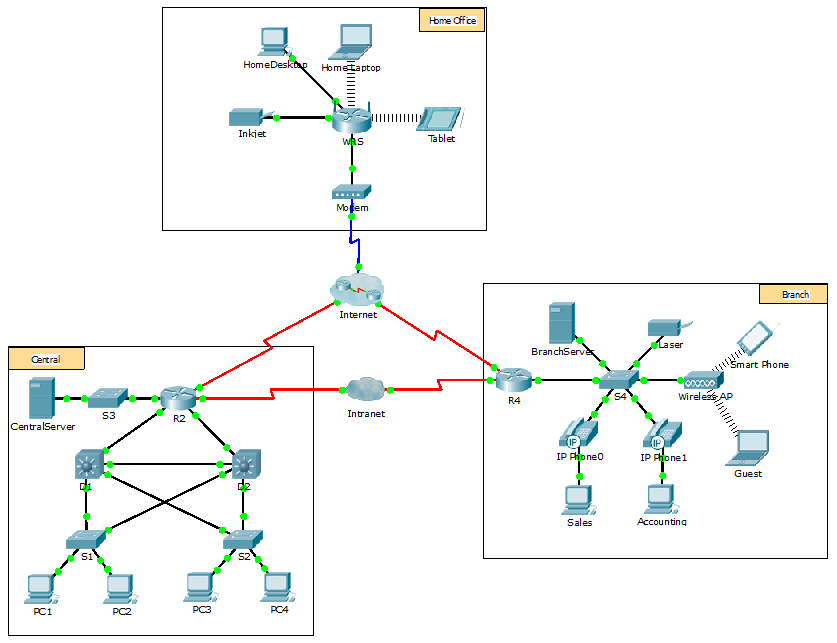 Home Office
HomeDesktop
Home Laptop
Inkjet
WRS
Tablet
Modem
Internet
Branch
BranchServer
Laser
Smart Phone
R4
S4
Wireless AP
IP Phone0
IP
IP Phone1
IP
Guest
Sales
Accounting
Intranet
Central
CentralServer
S3
R2
D1
D2
S1
S2
PC1
PC2
PC3
PC4